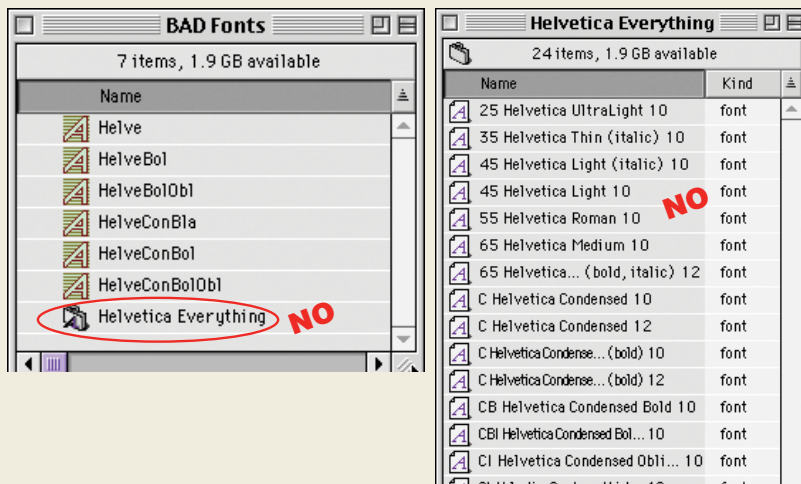 BAD Fonts
7 items, 1.9 GB available
Name
Helve
HelveBol
HelveBolObl
HelveConBla
HelveConBol
HelveConBolObl
Helvetica Everything
NO
Helvetica Everything
24 items, 1.9 GB available
Name Kind
25 Helvetica UltraLight 10 font
35 Helvetica Thin (italic) 10 font
45 Helvetica Light (italic) 10 font
45 Helvetica Light 10 font
NO
55 Helvetica Roman 10 font
65 Helvetica Medium 10 font
65 Helvetica... (bold, italic) 12 font
C Helvetica Condensed 10 font
C Helvetica Condensed 12 font
C Helvetica Condense... (bold) 10 font
C Helvetica Condense... (bold) 12 font
CB Helvetica Condensed Bold 10 font
CBI Helvetica Condensed Bol... 10 font
CI Helvetica Condensed Obli... 10 font